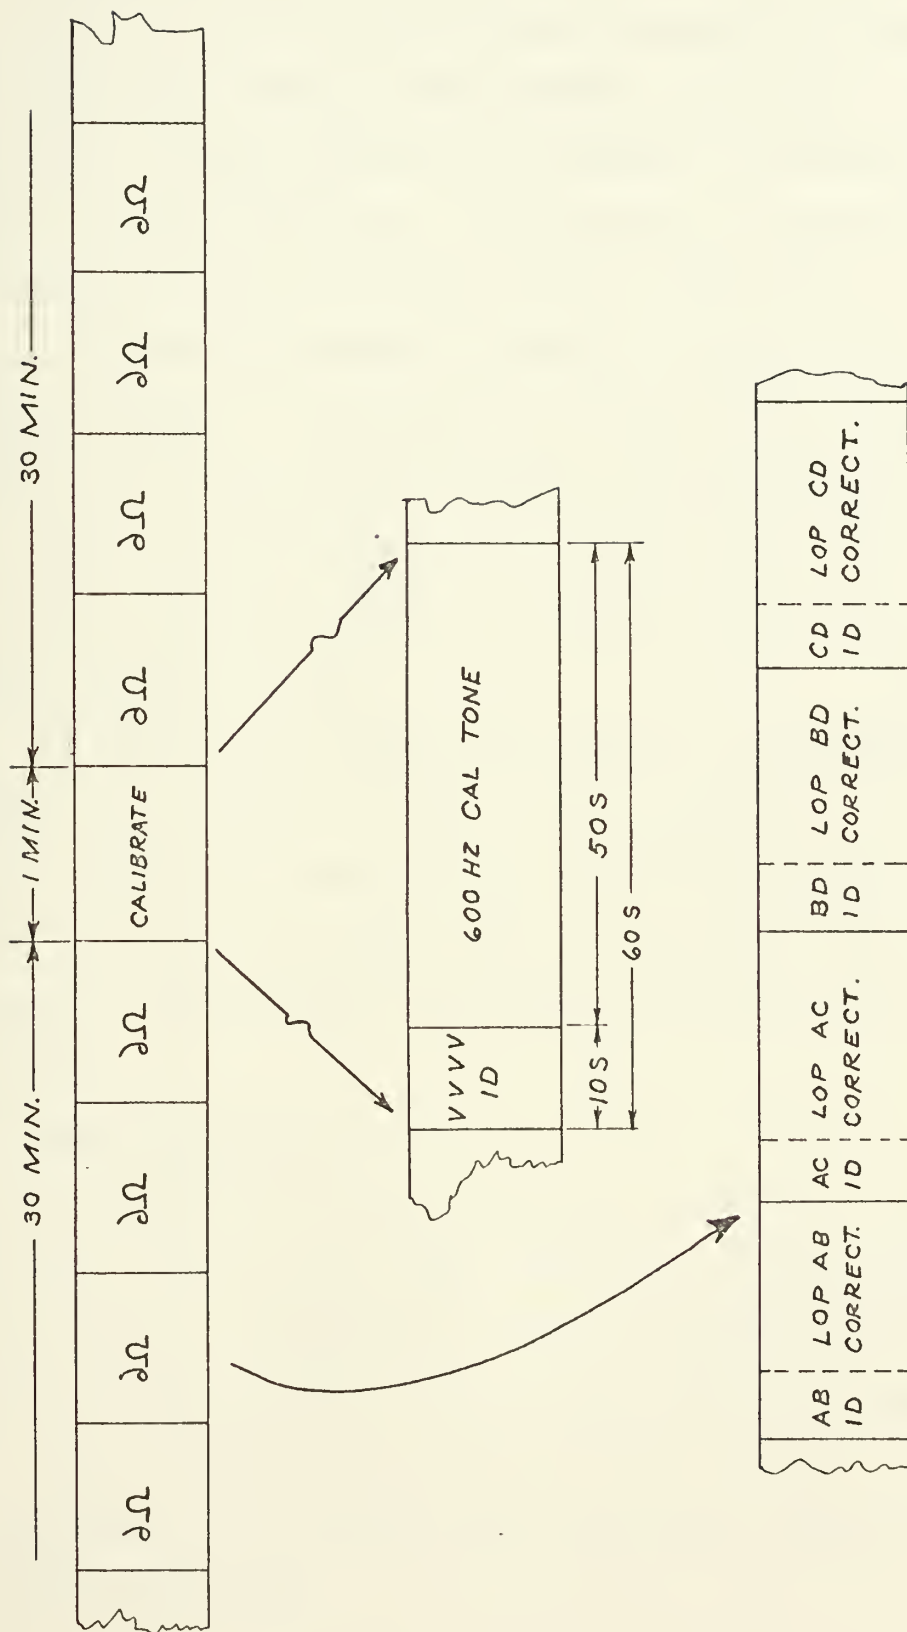 30 MIN.
1 MIN.
30 MIN.
∂Ω
∂Ω
∂Ω
∂Ω
CALIBRATE
∂Ω
∂Ω
∂Ω
∂Ω
VVVV
ID
600 HZ CAL TONE
10 S
50 S
60 S
AB
ID
LOP AB
CORRECT.
AC
ID
LOP AC
CORRECT.
BD
ID
LOP BD
CORRECT.
CD
ID
LOP CD
CORRECT.